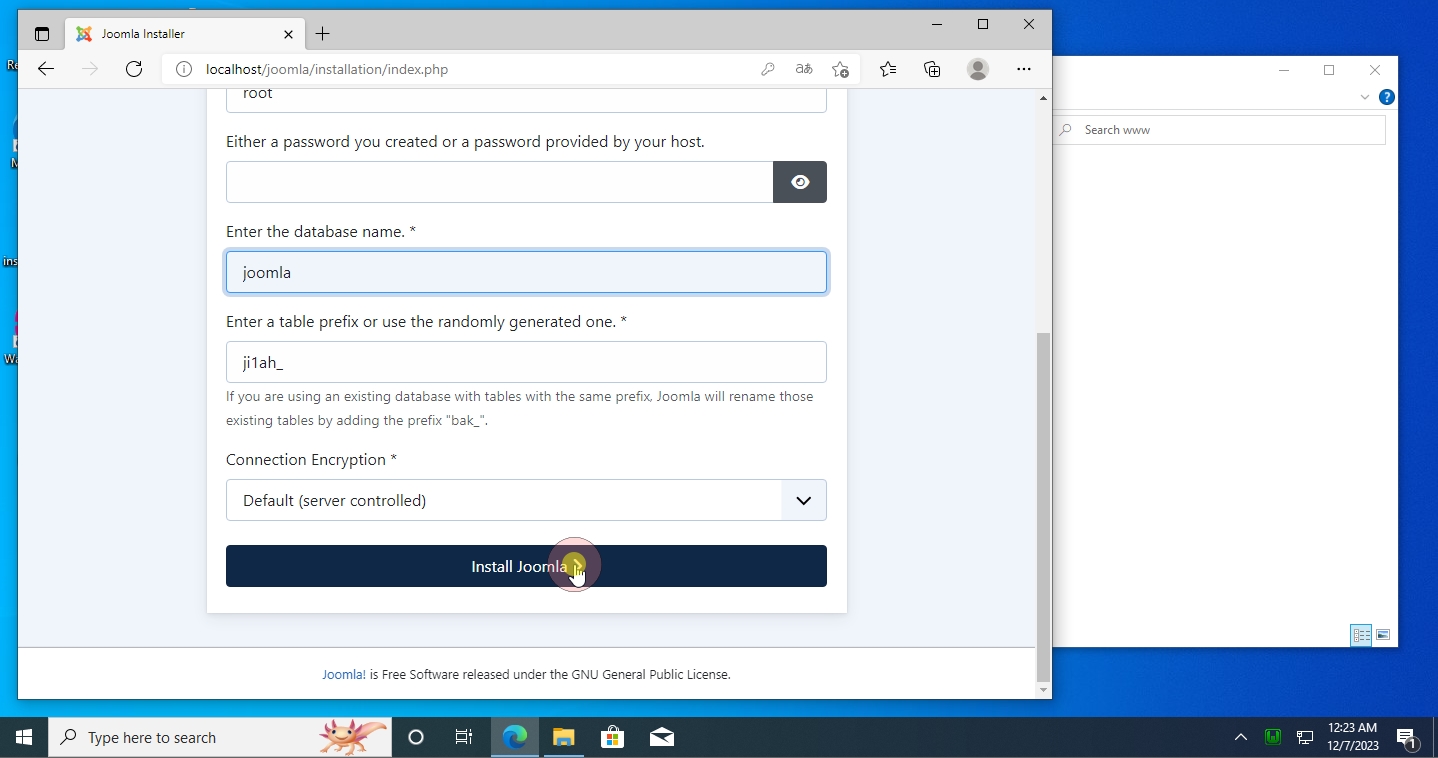 Joomla Installer
localhost/joomla/installation/index.php
aあ
root
Search www
Either a password you created or a password provided by your host.
Enter the database name. *
joomla
Enter a table prefix or use the randomly generated one. *
ji1ah_
If you are using an existing database with tables with the same prefix, Joomla will rename those
existing tables by adding the prefix "bak_".
Connection Encryption *
Default (server controlled)
Install Joomla
Joomla! is Free Software released under the GNU General Public License.
Type here to search
12:23 AM
12/7/2023
1